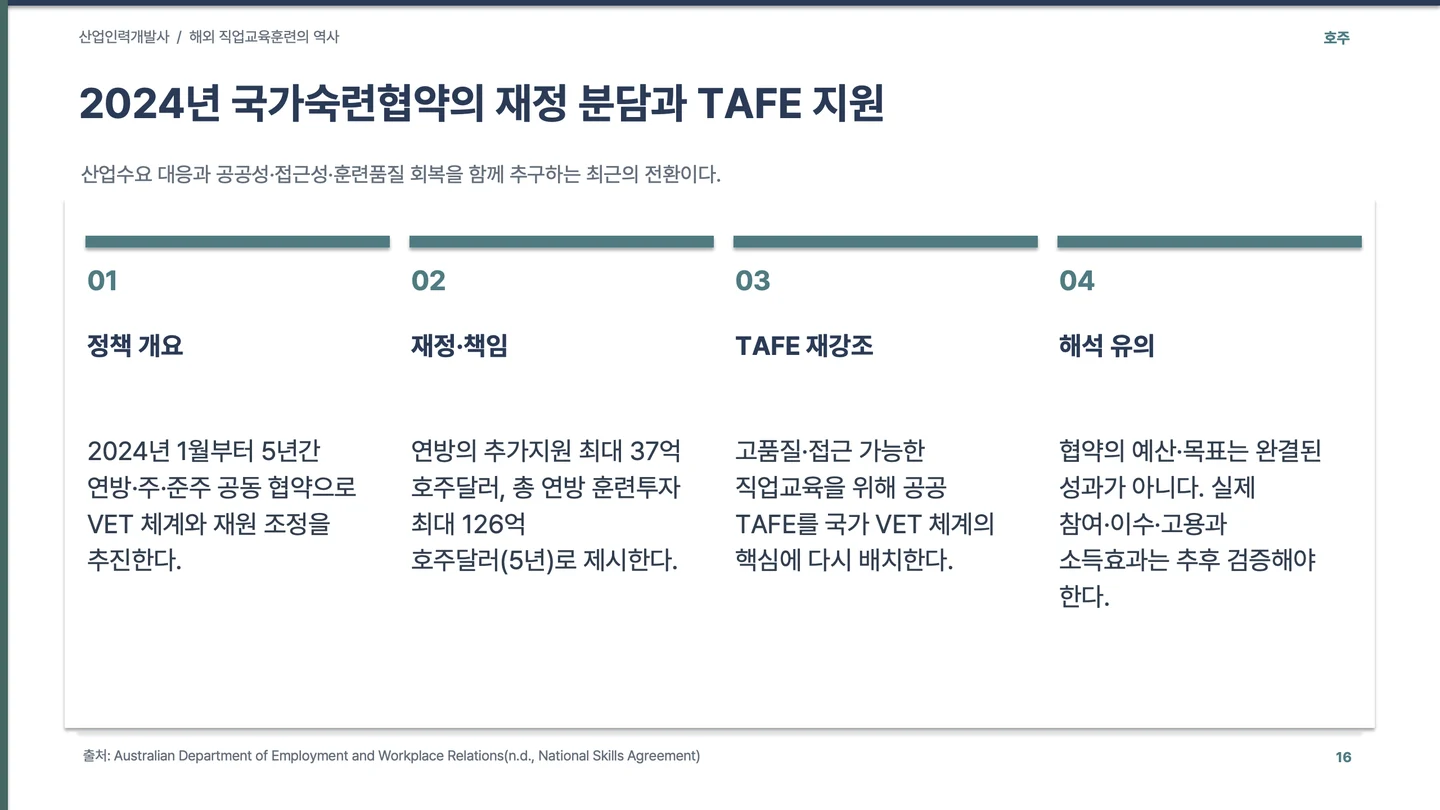 산업인력개발사 / 해외 직업교육훈련의 역사
호주
2024년 국가숙련협약의 재정 분담과 TAFE 지원
산업수요 대응과 공공성·접근성·훈련품질 회복을 함께 추구하는 최근의 전환이다.
01
정책 개요
2024년 1월부터 5년간
연방·주·준주 공동 협약으로
VET 체계와 재원 조정을
추진한다.
02
재정·책임
연방의 추가지원 최대 37억
호주달러, 총 연방 훈련투자
최대 126억
호주달러(5년)로 제시한다.
03
TAFE 재강조
고품질·접근 가능한
직업교육을 위해 공공
TAFE를 국가 VET 체계의
핵심에 다시 배치한다.
04
해석 유의
협약의 예산·목표는 완결된
성과가 아니다. 실제
참여·이수·고용과
소득효과는 추후 검증해야
한다.
출처: Australian Department of Employment and Workplace Relations(n.d., National Skills Agreement)
16